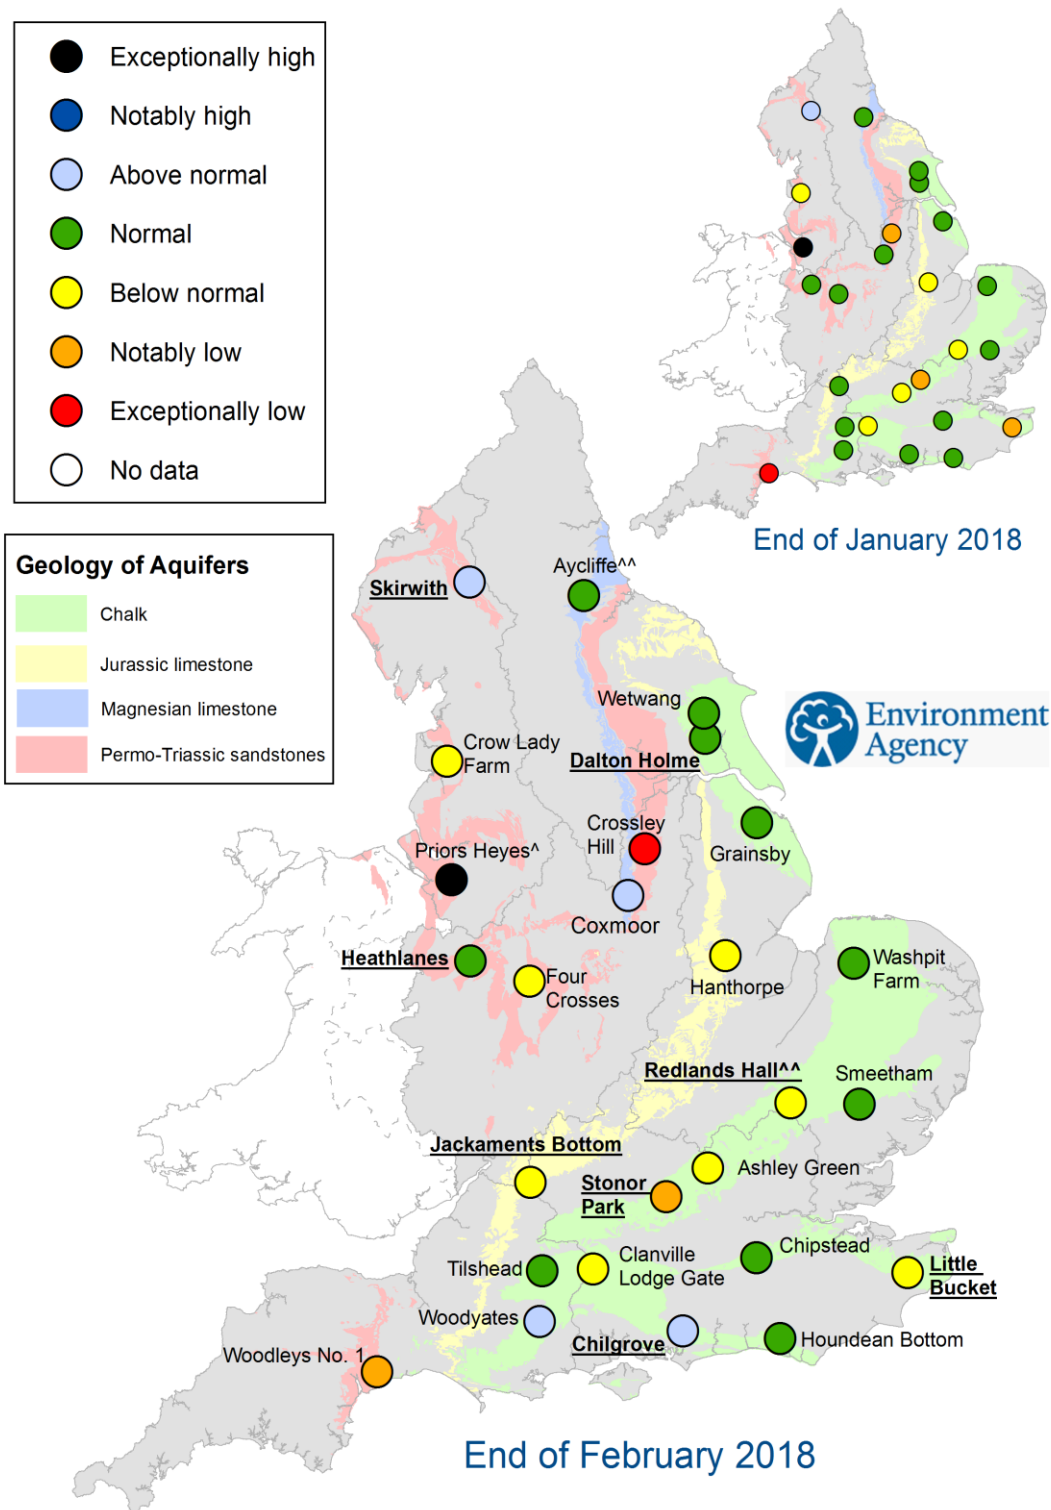 Exceptionally high
Notably high
Above normal
Normal
Below normal
Notably low
Exceptionally low
No data
End of January 2018
Geology of Aquifers
Chalk
Jurassic limestone
Magnesian limestone
Permo-Triassic sandstones
Environment
Agency
Aycliffe^^
Skirwith
Wetwang
Dalton Holme
Crow Lady
Farm
Crossley
Hill
Grainsby
Priors Heyes^
Coxmoor
Heathlanes
Four
Crosses
Hanthorpe
Washpit
Farm
Redlands Hall^^
Smeetham
Jackaments Bottom
Ashley Green
Stonor
Park
Tilshead
Clanville
Lodge Gate
Chipstead
Little
Bucket
Woodyates
Chilgrove
Houndean Bottom
Woodleys No. 1
End of February 2018